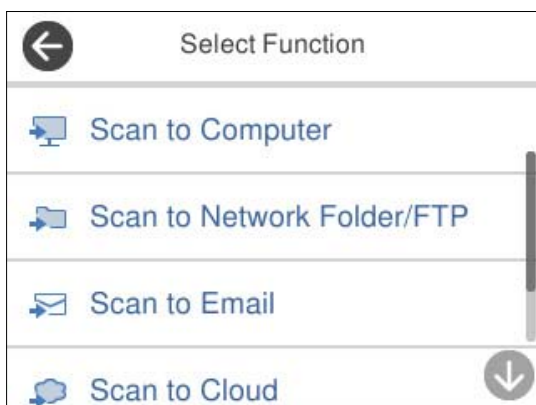 Select Function
Scan to Computer
Scan to Network Folder/FTP
Scan to Email
Scan to Cloud